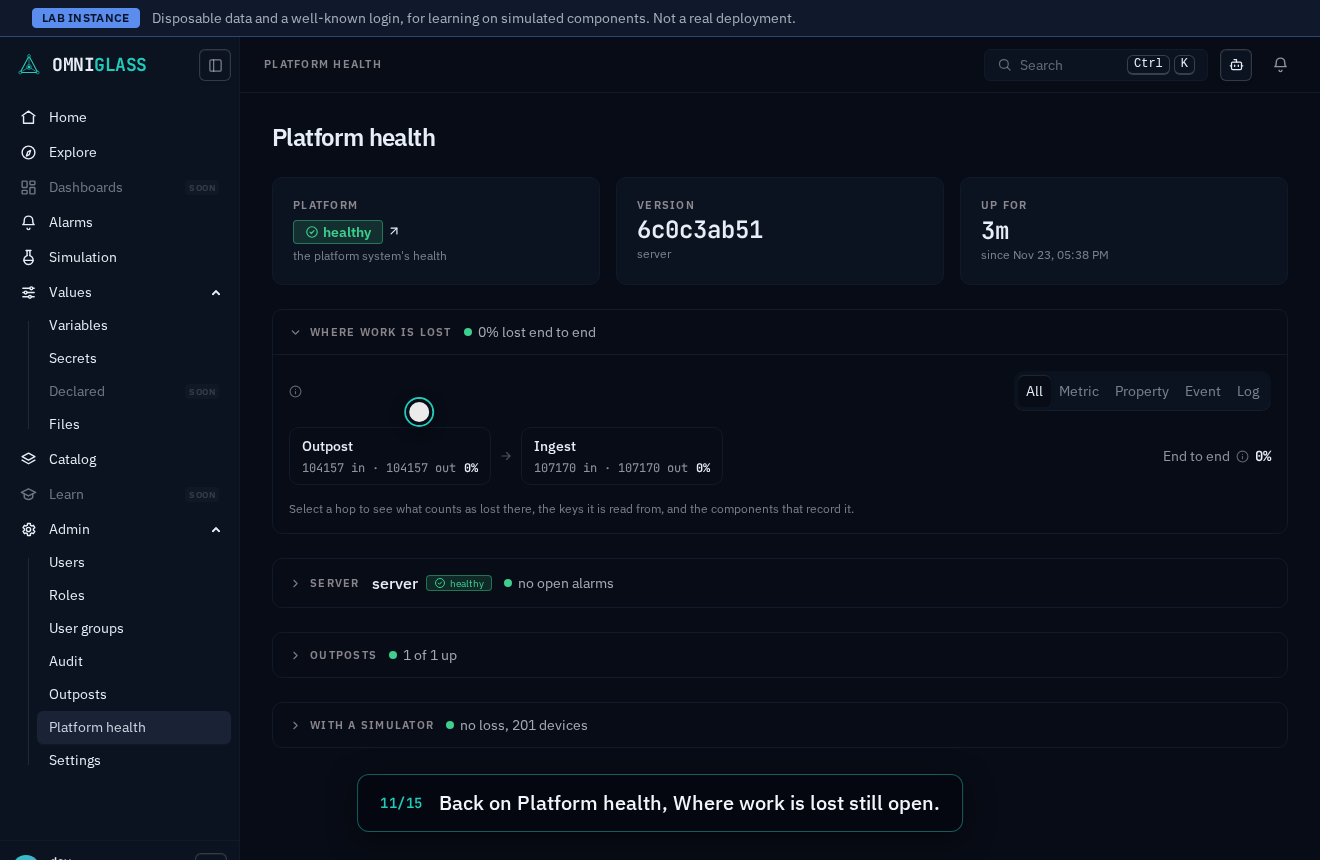 LAB INSTANCE Disposable data and a well-known login, for learning on simulated components. Not a real deployment.
OMNIGLASS
PLATFORM HEALTH
Search Ctrl K
Home
Explore
Dashboards SOON
Alarms
Simulation
Values
Variables
Secrets
Declared SOON
Files
Catalog
Learn SOON
Admin
Users
Roles
User groups
Audit
Outposts
Platform health
Settings
Platform health
PLATFORM
healthy
the platform system's health
VERSION
6c0c3ab51
server
UP FOR
3m
since Nov 23, 05:38 PM
WHERE WORK IS LOST 0% lost end to end
All Metric Property Event Log
Outpost
104157 in · 104157 out 0%
Ingest
107170 in · 107170 out 0%
End to end 0%
Select a hop to see what counts as lost there, the keys it is read from, and the components that record it.
SERVER server healthy no open alarms
OUTPOSTS 1 of 1 up
WITH A SIMULATOR no loss, 201 devices
11/15 Back on Platform health, Where work is lost still open.